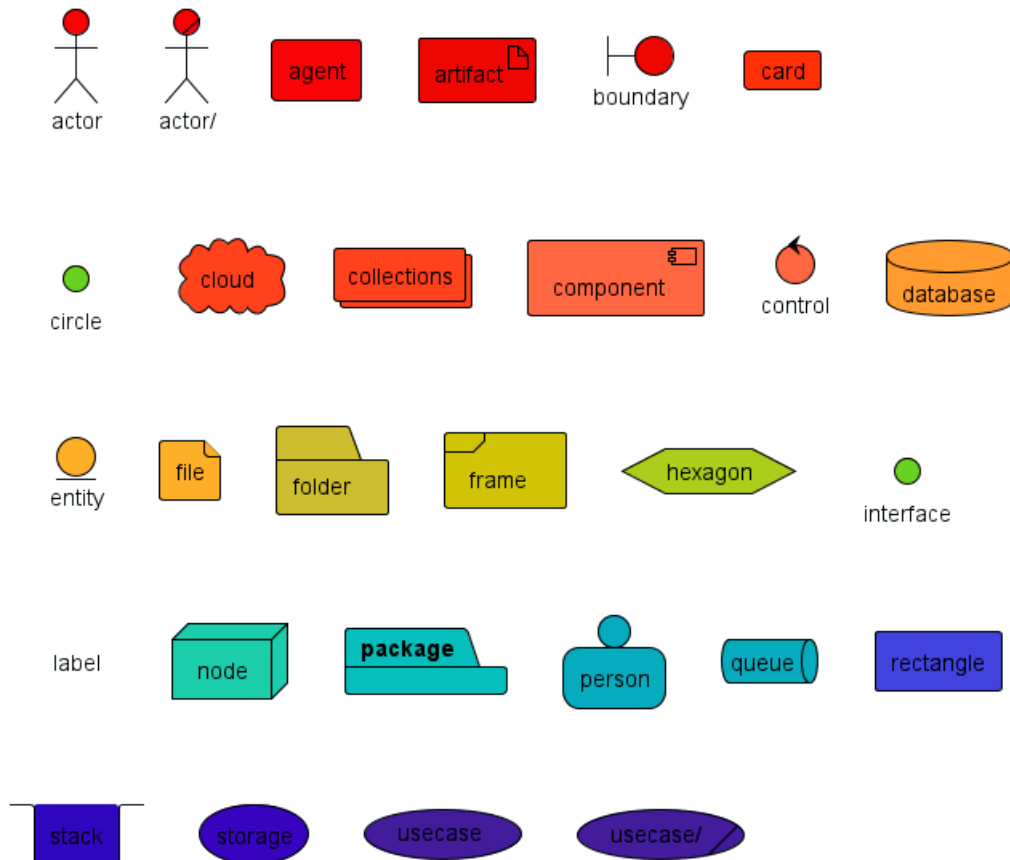 actor
actor/
agent
artifact
boundary
card
circle
cloud
collections
component
control
database
entity
file
folder
frame
hexagon
interface
label
node
package
person
queue
rectangle
stack
storage
usecase
usecase/